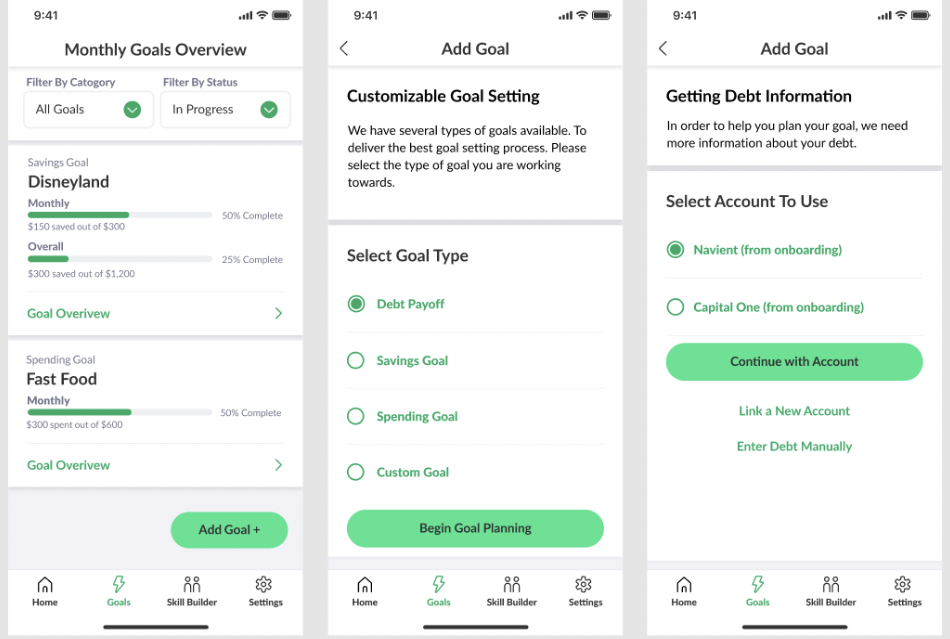 9:41
Monthly Goals Overview
Filter By Catogory
Filter By Status
All Goals
In Progress
Savings Goal
Disneyland
Monthly
50% Complete
$150 saved out of $300
Overall
25% Complete
$300 saved out of $1,200
Goal Overivew
Spending Goal
Fast Food
Monthly
50% Complete
$300 spent out of $600
Goal Overivew
Add Goal +
Home
Goals
Skill Builder
Settings
9:41
Add Goal
Customizable Goal Setting
We have several types of goals available. To
deliver the best goal setting process. Please
select the type of goal you are working
towards.
Select Goal Type
Debt Payoff
Savings Goal
Spending Goal
Custom Goal
Begin Goal Planning
Home
Goals
Skill Builder
Settings
9:41
Add Goal
Getting Debt Information
In order to help you plan your goal, we need
more information about your debt.
Select Account To Use
Navient (from onboarding)
Capital One (from onboarding)
Continue with Account
Link a New Account
Enter Debt Manually
Home
Goals
Skill Builder
Settings